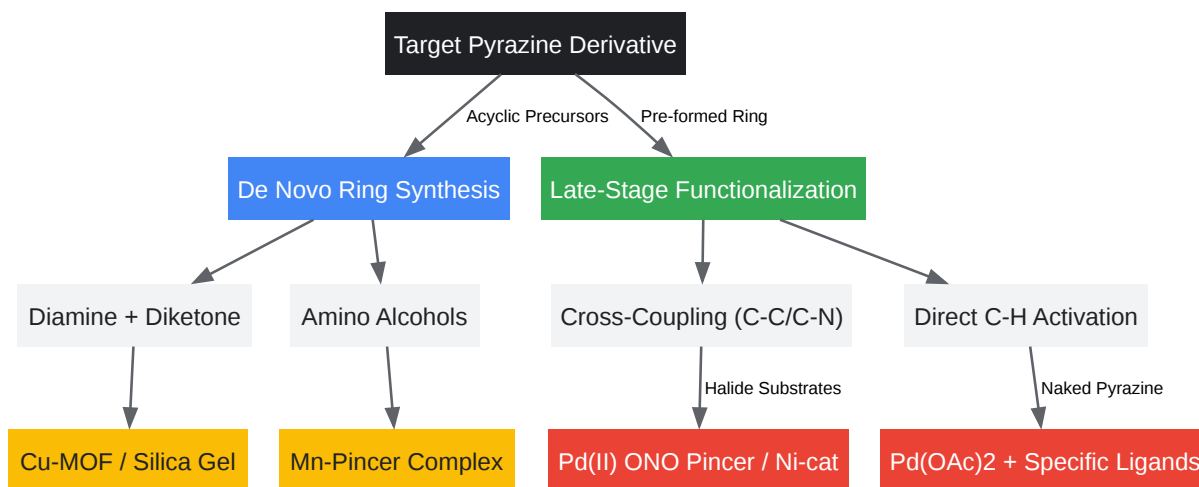 Target Pyrazine Derivative
Acyclic Precursors
Pre-formed Ring
De Novo Ring Synthesis
Late-Stage Functionalization
Diamine + Diketone
Amino Alcohols
Cross-Coupling (C-C/C-N)
Direct C-H Activation
Halide Substrates
Naked Pyrazine
Cu-MOF / Silica Gel
Mn-Pincer Complex
Pd(II) ONO Pincer / Ni-cat
Pd(OAc)2 + Specific Ligands